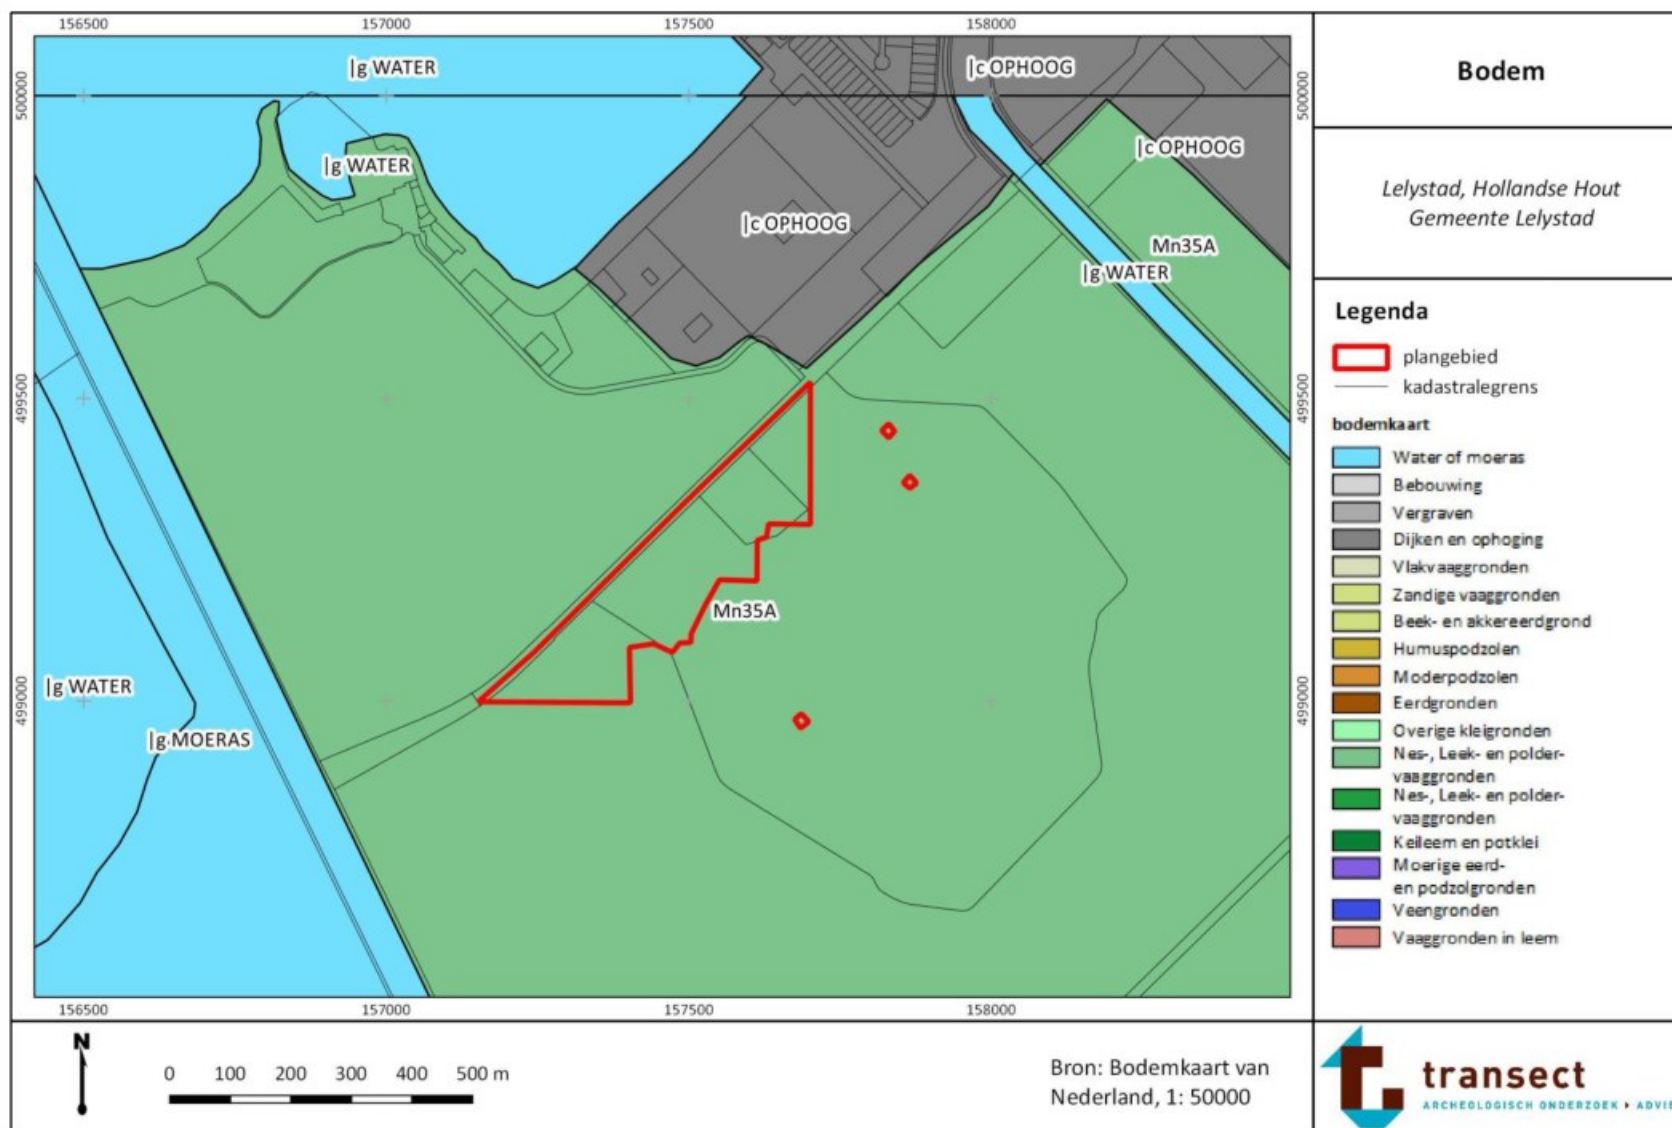 156500 157000 157500 158000
|g WATER
|c OPHOOG
500000
500000
|c OPHOOG
|g WATER
|c OPHOOG
Mn35A
|g WATER
499500
499500
Mn35A
|g WATER
499000
499000
|g MOERAS
156500 157000 157500 158000
Bodem
Lelystad, Hollandse Hout
Gemeente Lelystad
Legenda
plangebied
kadastralegrens
bodemkaart
Water of moeras
Bebouwing
Vergraven
Dijken en ophoging
Vlakvaaggronden
Zandige vaaggronden
Beek- en akkereerdgrond
Humuspodzolen
Moderpodzolen
Eerdgronden
Overige kleigronden
Nes-, Leek- en polder-
vaaggronden
Nes-, Leek- en polder-
vaaggronden
Keileem en potklei
Moerige eerd-
en podzolgronden
Veengronden
Vaaggronden in leem
N
0 100 200 300 400 500 m
Bron: Bodemkaart van
Nederland, 1: 50000
transect
ARCHEOLOGISCH ONDERZOEK ADVIE